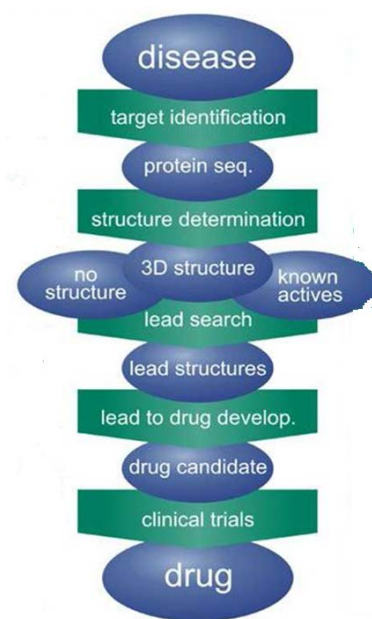 disease
target identification
protein seq.
structure determination
no
structure
3D structure
known
actives
lead search
lead structures
lead to drug develop.
drug candidate
clinical trials
drug